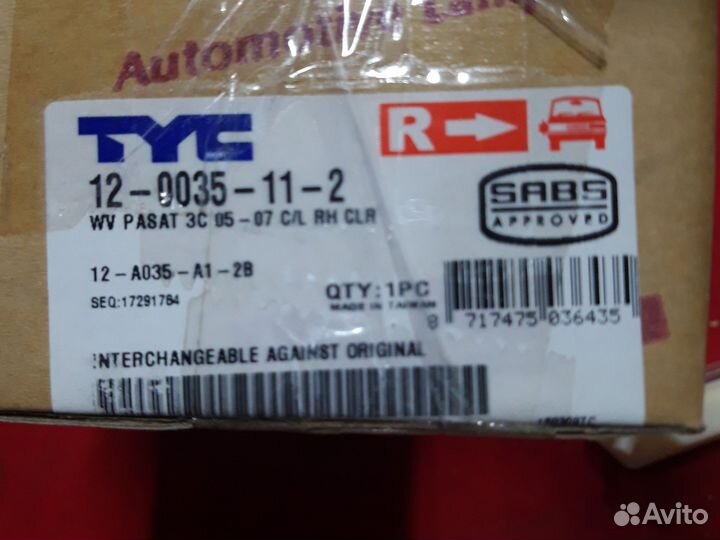 Automotive Lamp
TYC
R
12-0035-11-2
WV PASAT 3C 05-07 C/L RH CLR
SABS
APPROVED
12-A035-A1-2B
SEQ:17291784
QTY:1PC
MADE IN TAIWAN
8 717475 036435
INTERCHANGEABLE AGAINST ORIGINAL
Avito